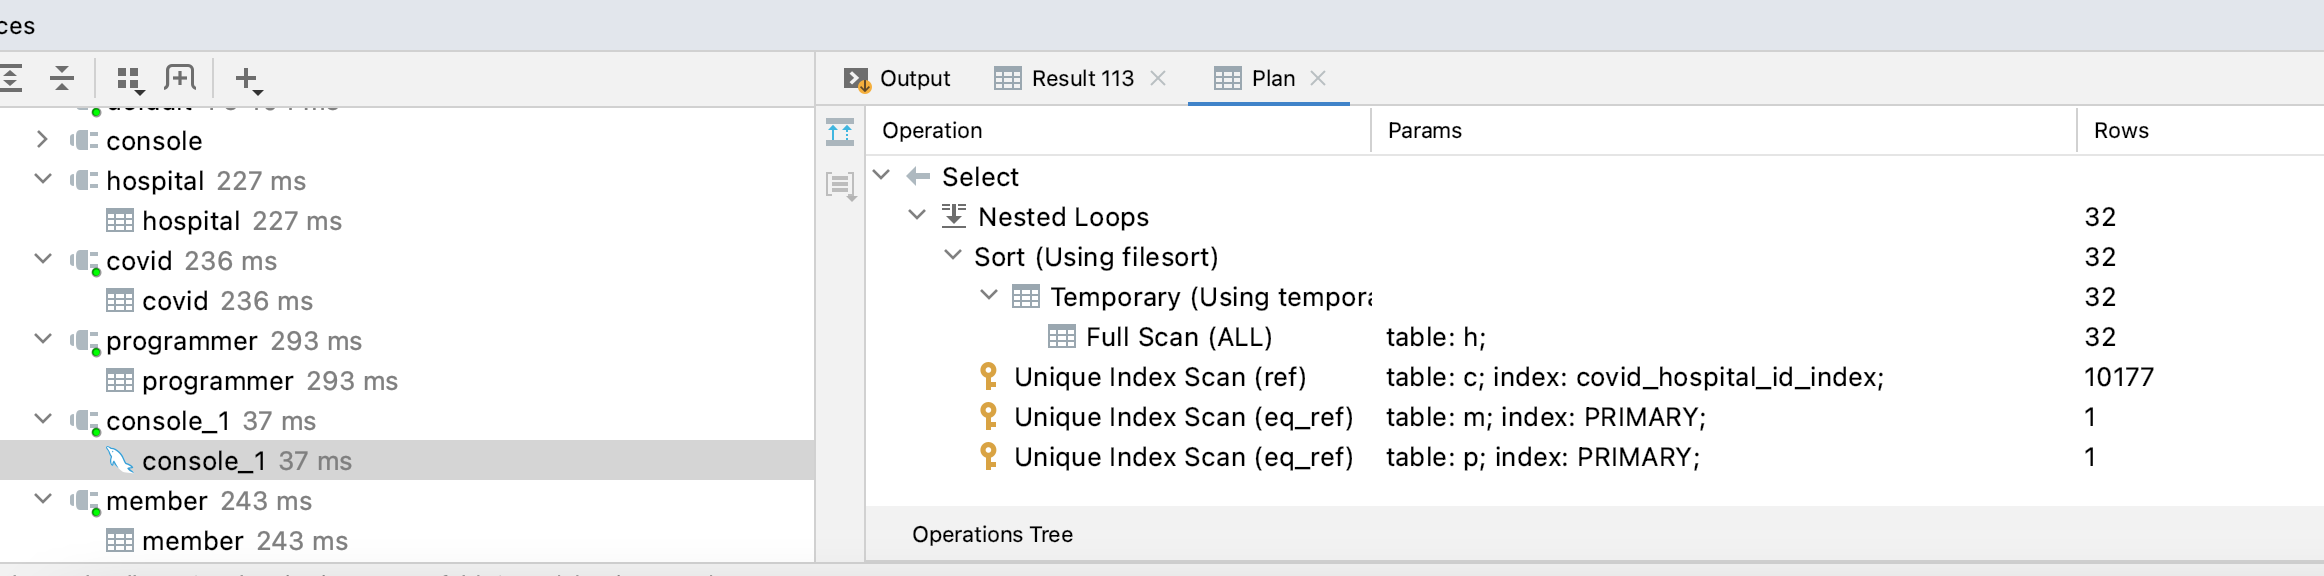 ces
console
hospital 227 ms
hospital 227 ms
covid 236 ms
covid 236 ms
programmer 293 ms
programmer 293 ms
console_1 37 ms
console_1 37 ms
member 243 ms
member 243 ms
Output Result 113 Plan
Operation Params Rows
Select
Nested Loops 32
Sort (Using filesort) 32
Temporary (Using tempora 32
Full Scan (ALL) table: h; 32
Unique Index Scan (ref) table: c; index: covid_hospital_id_index; 10177
Unique Index Scan (eq_ref) table: m; index: PRIMARY; 1
Unique Index Scan (eq_ref) table: p; index: PRIMARY; 1
Operations Tree